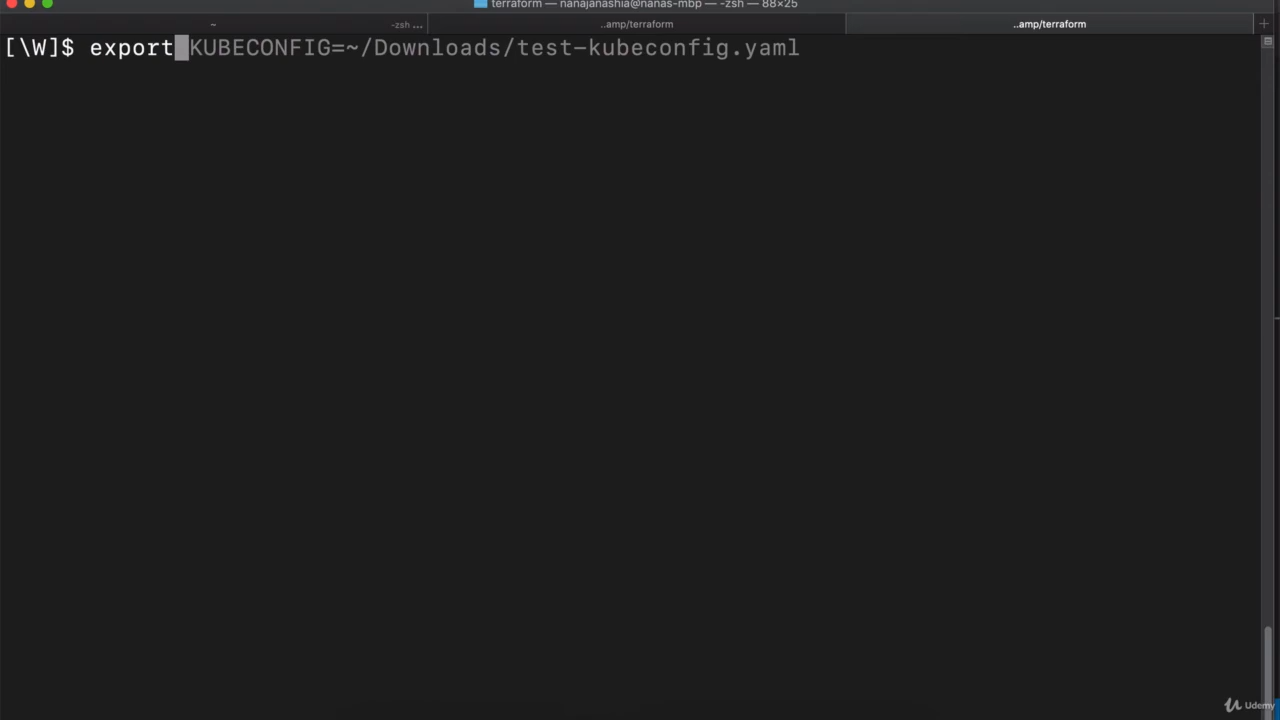 terraform — nanajanashia@nanas-mbp — -zsh — 88×25
~ -zsh ... ..amp/terraform ..amp/terraform +
[\W]$ export KUBECONFIG=~/Downloads/test-kubeconfig.yaml
Udemy